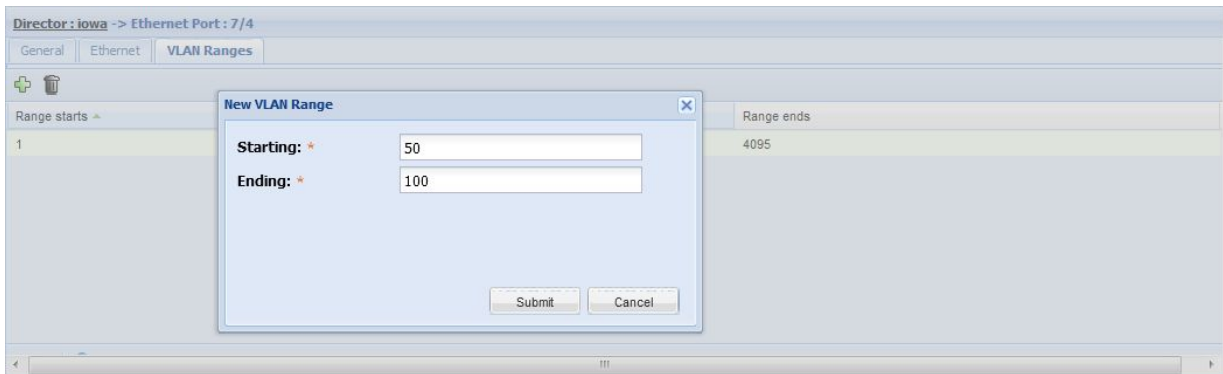 Director : iowa -> Ethernet Port : 7/4
General Ethernet VLAN Ranges
Range starts Range ends
1 4095
New VLAN Range
Starting: * 50
Ending: * 100
Submit Cancel